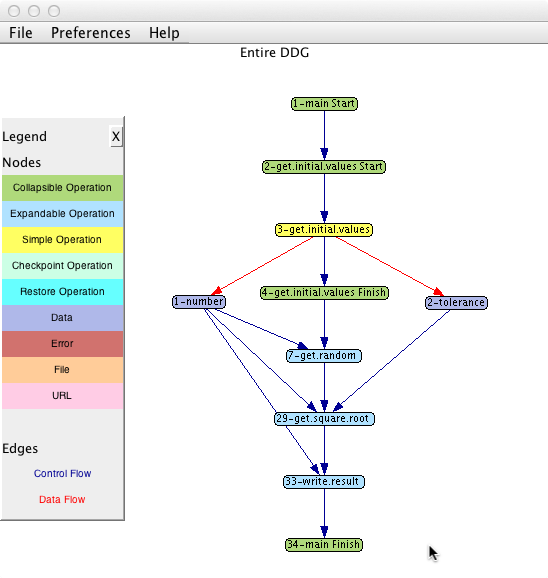 File Preferences Help
Entire DDG
Legend X
Nodes
Collapsible Operation
Expandable Operation
Simple Operation
Checkpoint Operation
Restore Operation
Data
Error
File
URL
Edges
Control Flow
Data Flow
1-main Start
2-get.initial.values Start
3-get.initial.values
4-get.initial.values Finish
1-number
2-tolerance
7-get.random
29-get.square.root
33-write.result
34-main Finish